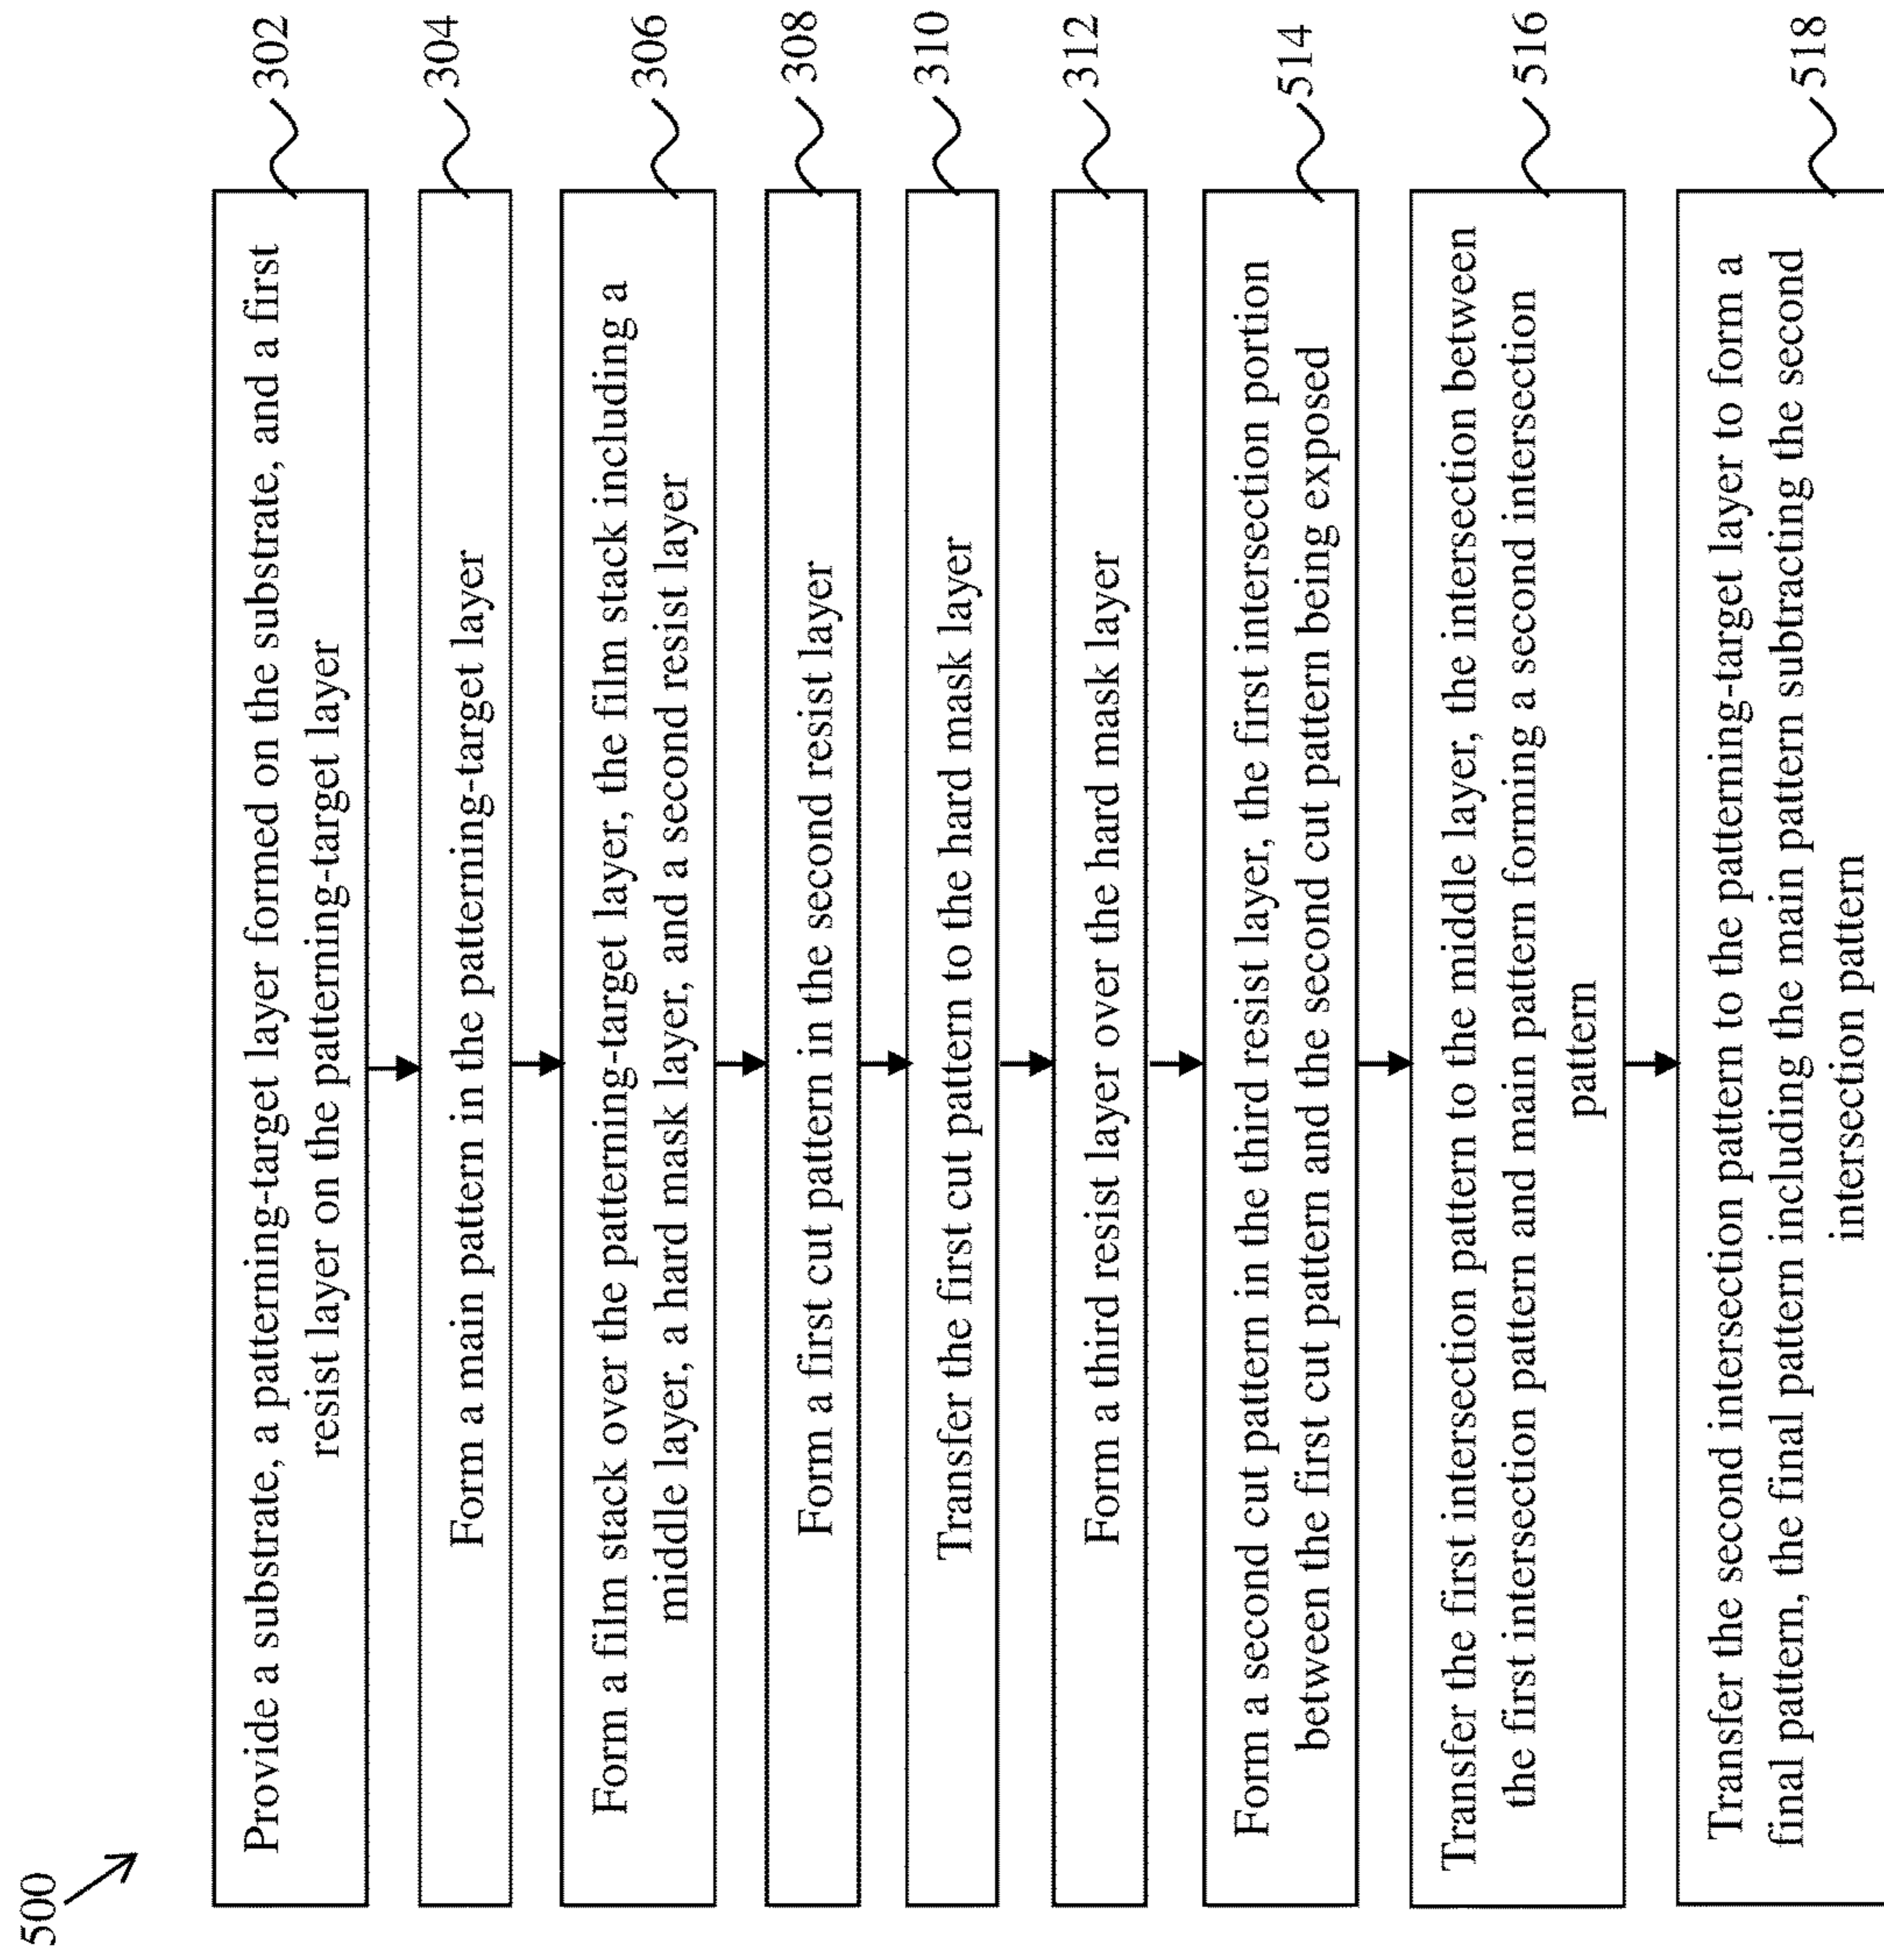 500
Provide a substrate, a patterning-target layer formed on the substrate, and a first
resist layer on the patterning-target layer
302
Form a main pattern in the patterning-target layer
304
Form a film stack over the patterning-target layer, the film stack including a
middle layer, a hard mask layer, and a second resist layer
306
Form a first cut pattern in the second resist layer
308
Transfer the first cut pattern to the hard mask layer
310
Form a third resist layer over the hard mask layer
312
Form a second cut pattern in the third resist layer, the first intersection portion
between the first cut pattern and the second cut pattern being exposed
514
Transfer the first intersection pattern to the middle layer, the intersection between
the first intersection pattern and main pattern forming a second intersection
pattern
516
Transfer the second intersection pattern to the patterning-target layer to form a
final pattern, the final pattern including the main pattern subtracting the second
intersection pattern
518